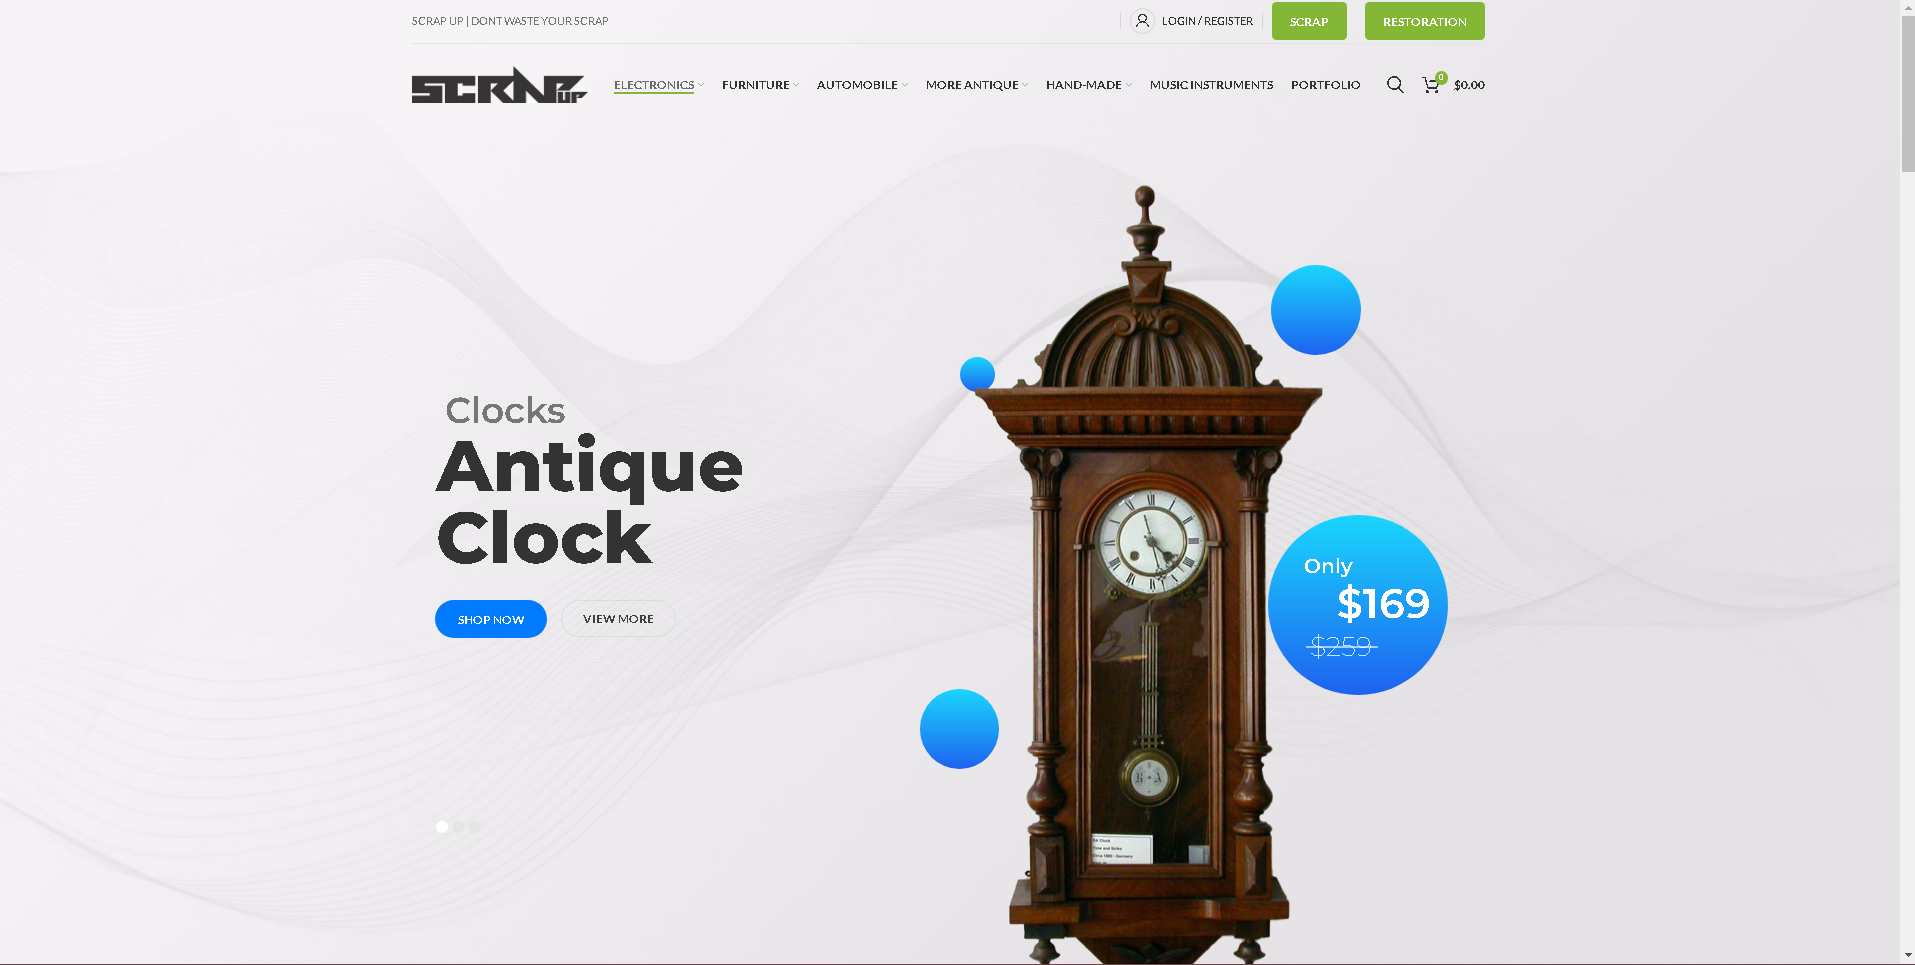 SCRAP UP | DONT WASTE YOUR SCRAP
LOGIN / REGISTER
SCRAP
RESTORATION
SCRAP UP
ELECTRONICS
FURNITURE
AUTOMOBILE
MORE ANTIQUE
HAND-MADE
MUSIC INSTRUMENTS
PORTFOLIO
0
$0.00
Clocks
Antique
Clock
SHOP NOW
VIEW MORE
Only
$169
$259
R A